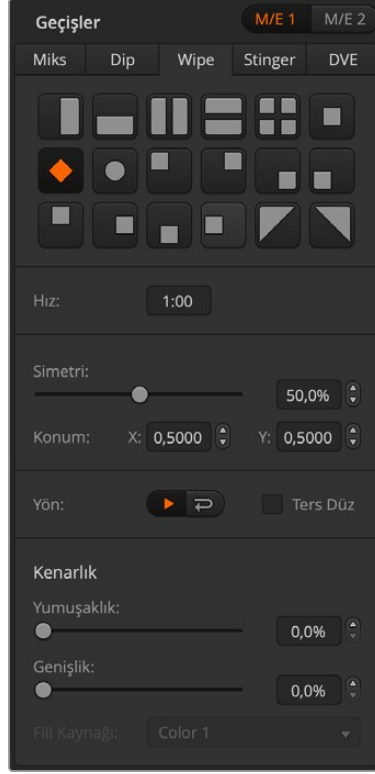 Geçişler M/E 1 M/E 2
Miks Dip Wipe Stinger DVE
Hız: 1:00
Simetri:
50,0%
Konum: X: 0,5000 Y: 0,5000
Yön: Ters Düz
Kenarlık
Yumuşaklık:
0,0%
Genişlik:
0,0%
Fill Kaynağı: Color 1